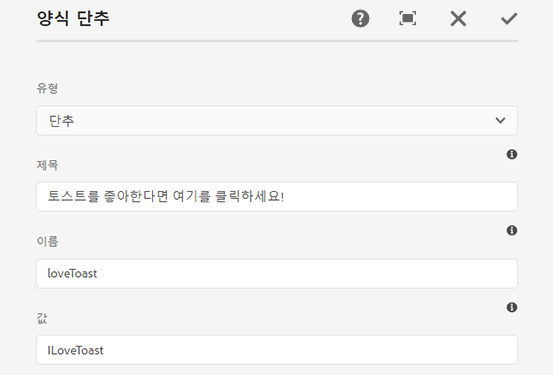 양식 단추
유형
단추
제목
토스트를 좋아한다면 여기를 클릭하세요!
이름
loveToast
값
ILoveToast